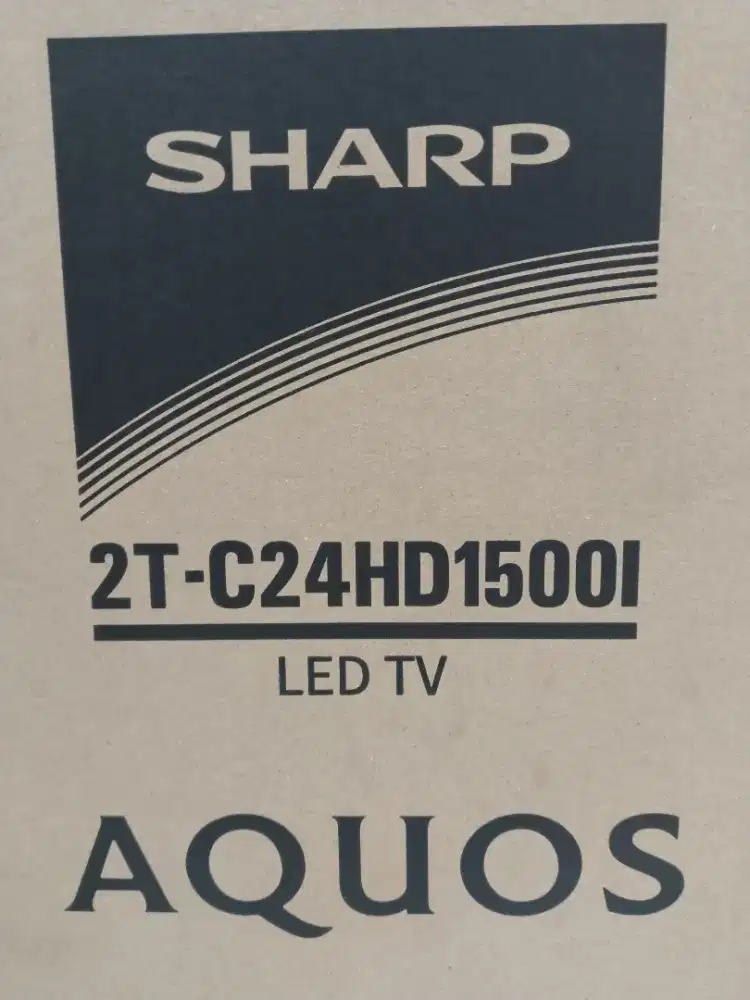 SHARP
2T-C24HD1500I
LED TV
AQUOS